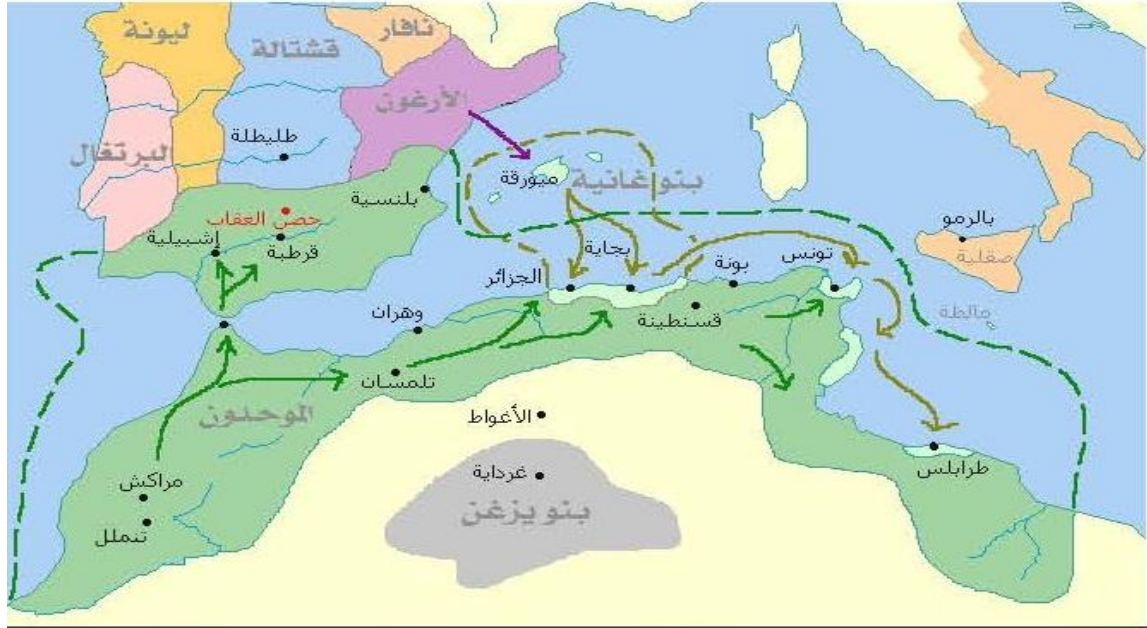 ليونة
قشتالة
نافار
الأرغون
البرتغال
طليطلة
ميورقة
بنو غانية
بلنسية
حصن العقاب
إشبيلية
قرطبة
بالرمو
صقلية
مالطة
الجزائر
بجاية
بونة
تونس
وهران
قسنطينة
تلمسان
الموحدون
الأغواط
طرابلس
مراكش
غرداية
تنملل
بنو يزغن